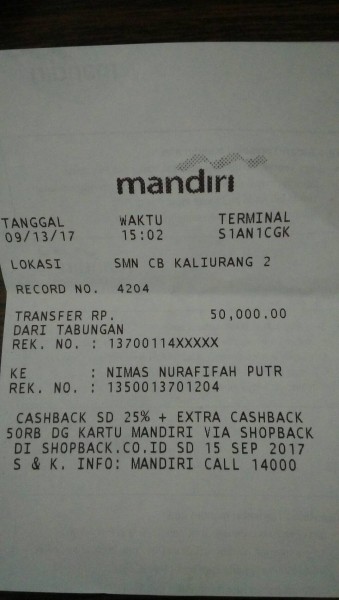 mandiri
TANGGAL WAKTU TERMINAL
09/13/17 15:02 S1AN1CGK
LOKASI SMN CB KALIURANG 2
RECORD NO. 4204
TRANSFER RP. 50,000.00
DARI TABUNGAN
REK. NO. : 13700114XXXXX
KE : NIMAS NURAFIFAH PUTR
REK. NO. : 1350013701204
CASHBACK SD 25% + EXTRA CASHBACK
50RB DG KARTU MANDIRI VIA SHOPBACK
DI SHOPBACK.CO.ID SD 15 SEP 2017
S & K. INFO: MANDIRI CALL 14000